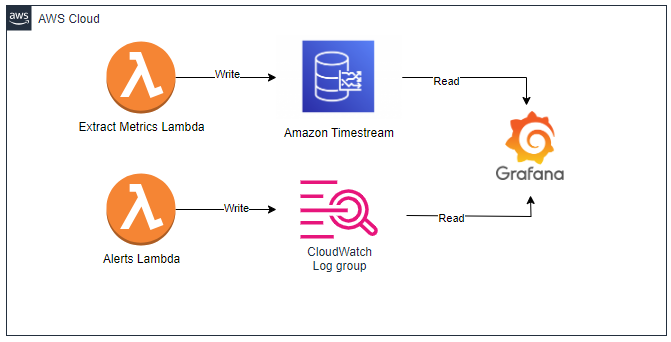 aws
AWS Cloud
Write
Read
Extract Metrics Lambda
Amazon Timestream
Grafana
Write
Read
Alerts Lambda
CloudWatch
Log group